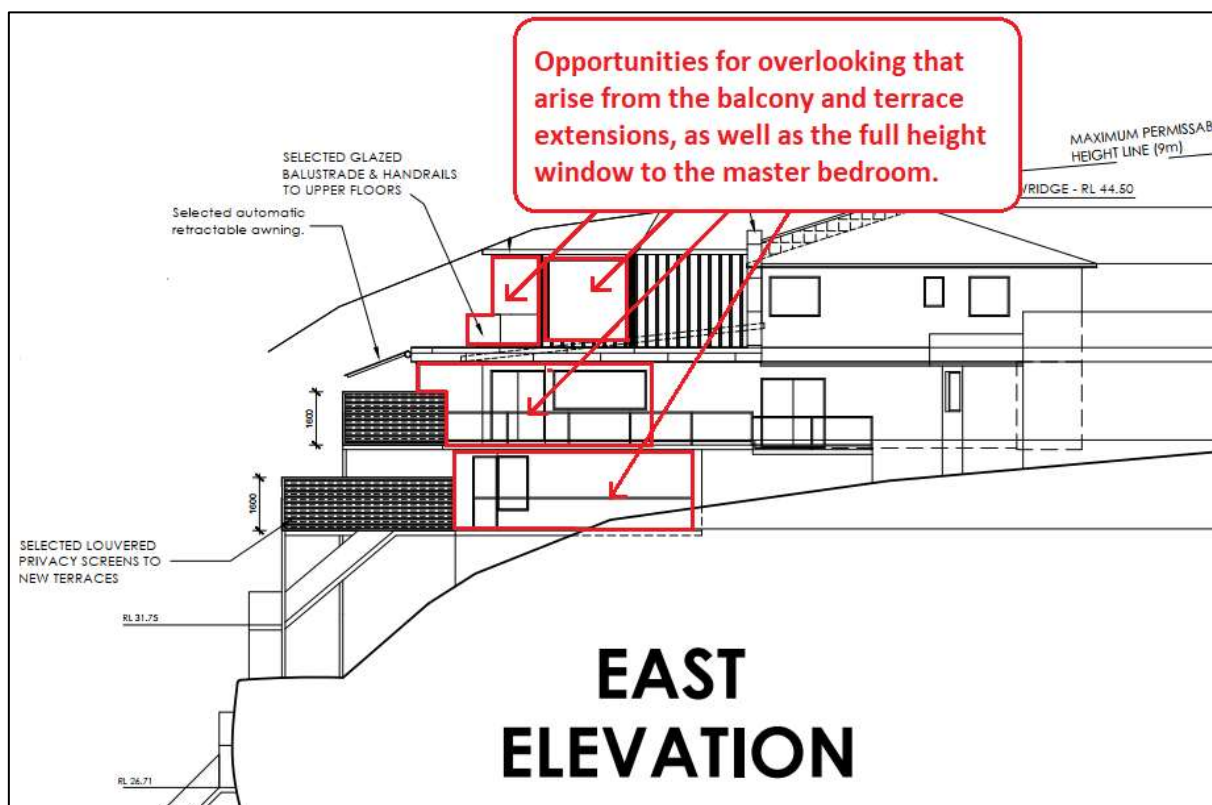 Opportunities for overlooking that
arise from the balcony and terrace
extensions, as well as the full height
window to the master bedroom.
MAXIMUM PERMISSAB
HEIGHT LINE (9m)
RIDGE - RL 44.50
SELECTED GLAZED
BALUSTRADE & HANDRAILS
TO UPPER FLOORS
Selected automatic
retractable awning.
1600
1600
SELECTED LOUVERED
PRIVACY SCREENS TO
NEW TERRACES
RL 31.75
RL 26.71
EAST
ELEVATION